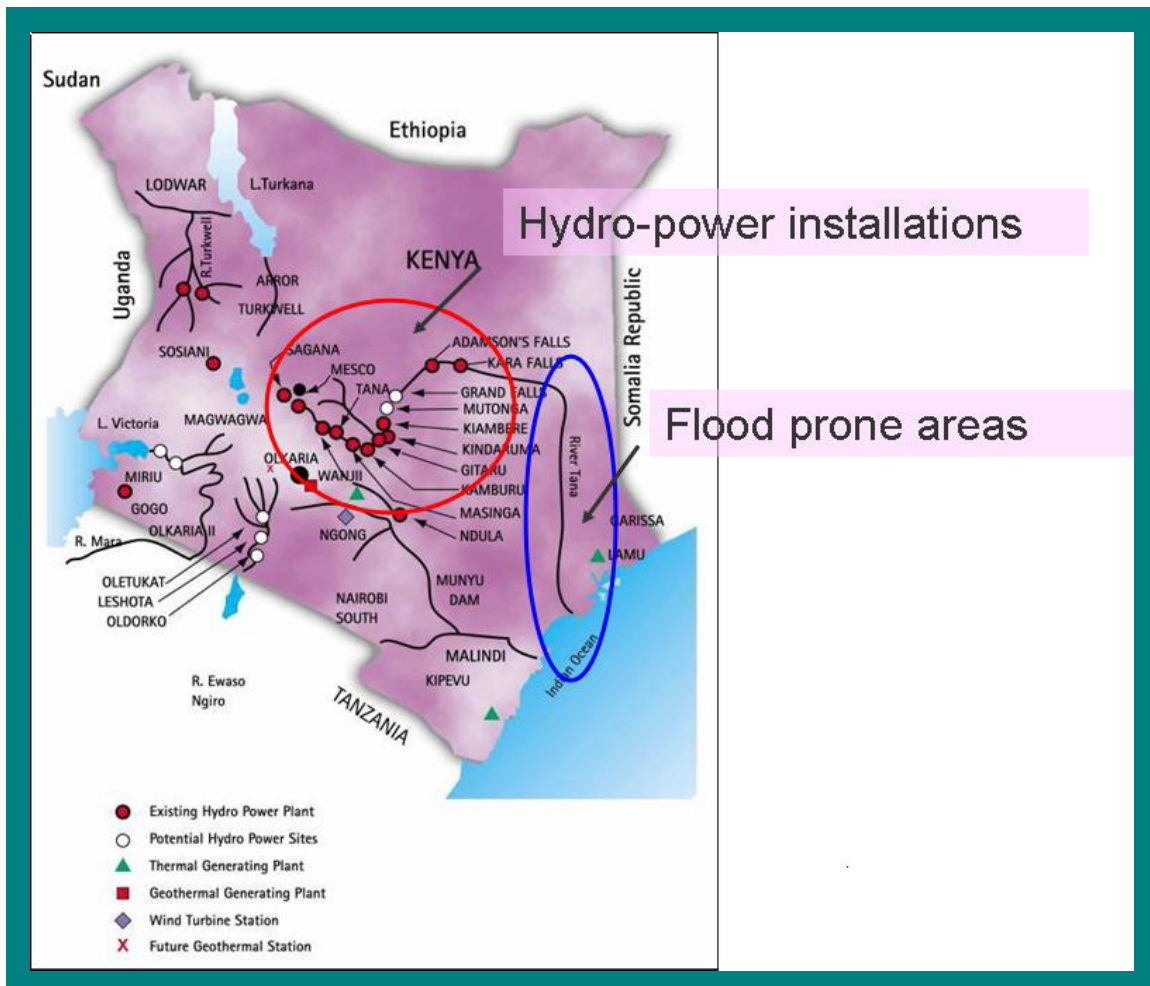 Sudan
Ethiopia
LODWAR
L.Turkana
Hydro-power installations
R.Turkwell
KENYA
Uganda
ARROR
TURKWELL
Somalia Republic
SOSIANI
SAGANA
ADAMSON'S FALLS
MESCO
KARA FALLS
TANA
GRAND FALLS
MUTONGA
MAGWAGWA
L. Victoria
KIAMBERE
Flood prone areas
KINDARUMA
OLKARIA
GITARU
WANJII
River Tana
MIRIU
KAMBURU
GOGO
MASINGA
GARISSA
OLKARIA II
NGONG
NDULA
R. Mara
LAMU
OLETUKAT
LESHOTA
OLDORKO
MUNYU
DAM
NAIROBI
SOUTH
MALINDI
KIPEVU
Indian Ocean
R. Ewaso
Ngiro
TANZANIA
Existing Hydro Power Plant
Potential Hydro Power Sites
Thermal Generating Plant
Geothermal Generating Plant
Wind Turbine Station
X Future Geothermal Station